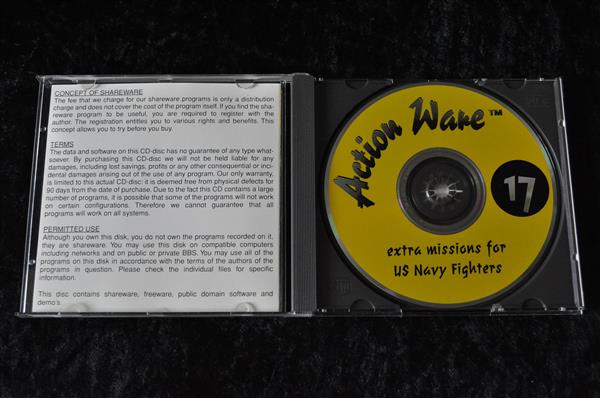 CONCEPT OF SHAREWARE
The fee that we charge for our shareware programs is only a distribution
charge and does not cover the cost of the program itself. If you find the sha-
reware program to be useful, you are required to register with the
author. The registration entitles you to various rights and benefits. This
concept allows you to try before you buy.
TERMS
The data and software on this CD-disc has no guarantee of any type what-
soever. By purchasing this CD-disc we will not be held liable for any
damages, including lost savings, profits or any other consequential or inci-
dental damages arising out of the use of any program. Our only warranty,
is limited to this actual CD-disc: it is deemed free from physical defects for
90 days from the date of purchase. Due to the fact this CD contains a large
number of programs, it is possible that some of the programs will not work
on certain configurations. Therefore we cannot guarantee that all
programs will work on all systems.
PERMITTED USE
Although you own this disk, you do not own the programs recorded on it,
they are shareware. You may use this disk on compatible computers
including networks and on public or private BBS. You may use all of the
programs on this disk in accordance with the terms of the authors of the
programs in question. Please check the individual files for specific
information.
This disc contains shareware, freeware, public domain software and
demo's.
Action Ware™
17
extra missions for
US Navy Fighters